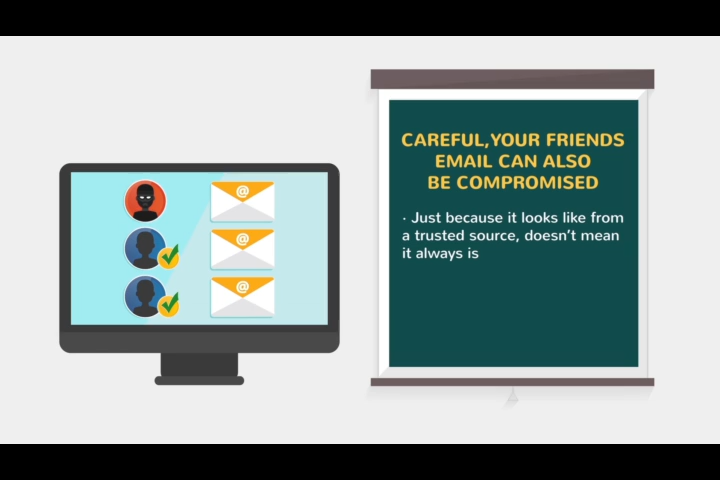 @
@
@
CAREFUL,YOUR FRIENDS
EMAIL CAN ALSO
BE COMPROMISED
· Just because it looks like from
a trusted source, doesn’t mean
it always is